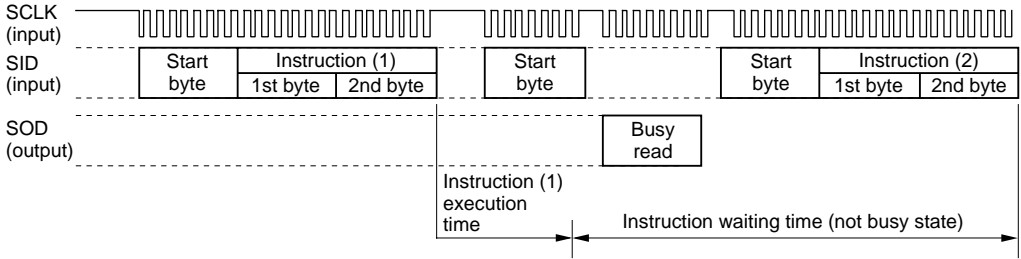 SCLK
(input)
SID
(input)
Start
byte
Instruction (1)
1st byte
2nd byte
Start
byte
Start
byte
Instruction (2)
1st byte
2nd byte
SOD
(output)
Busy
read
Instruction (1)
execution
time
Instruction waiting time (not busy state)